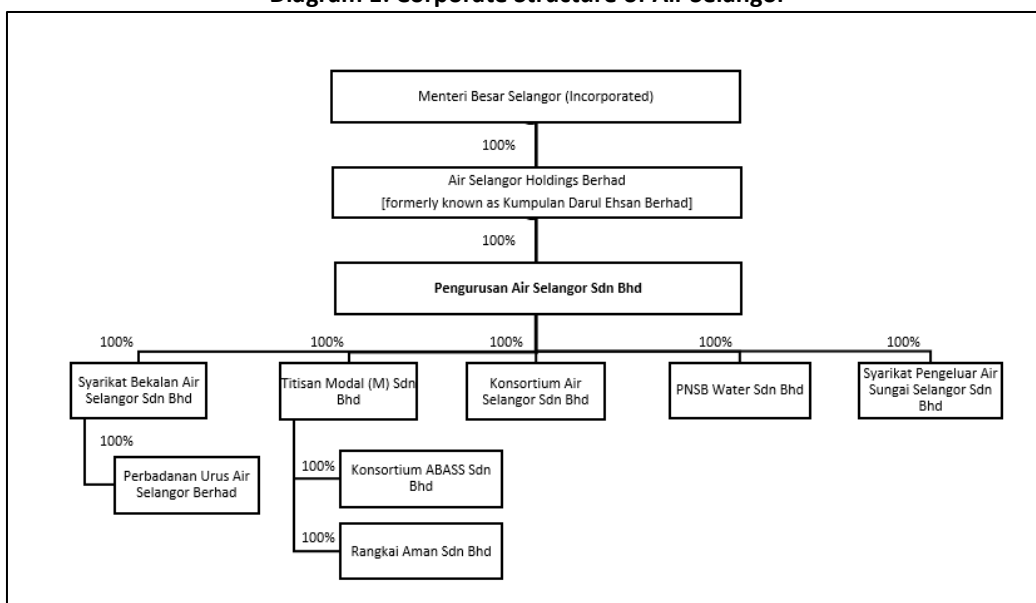 Diagram 1: Corporate Structure of Air Selangor
Menteri Besar Selangor (Incorporated)
100%
Air Selangor Holdings Berhad
[formerly known as Kumpulan Darul Ehsan Berhad]
100%
Pengurusan Air Selangor Sdn Bhd
100%
100%
100%
100%
100%
Syarikat Bekalan Air
Selangor Sdn Bhd
Titisan Modal (M) Sdn
Bhd
Konsortium Air
Selangor Sdn Bhd
PNSB Water Sdn Bhd
Syarikat Pengeluar Air
Sungai Selangor Sdn
Bhd
100%
Perbadanan Urus Air
Selangor Berhad
100%
Konsortium ABASS Sdn
Bhd
100%
Rangkai Aman Sdn Bhd